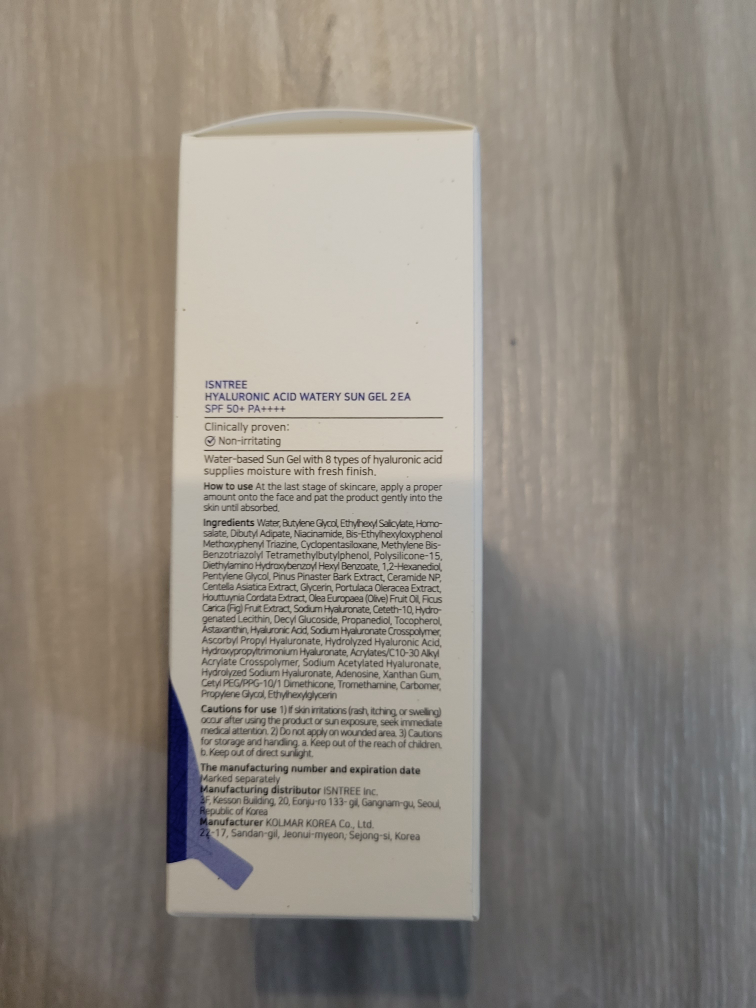 ISNTREE
HYALURONIC ACID WATERY SUN GEL 2EA
SPF 50+ PA++++
Clinically proven:
Non-irritating
Water-based Sun Gel with 8 types of hyaluronic acid
supplies moisture with fresh finish.
How to use At the last stage of skincare, apply a proper
amount onto the face and pat the product gently into the
skin until absorbed.
Ingredients Water, Butylene Glycol, Ethylhexyl Salicylate, Homo-
salate, Dibutyl Adipate, Niacinamide, Bis-Ethylhexyloxyphenol
Methoxyphenyl Triazine, Cyclopentasiloxane, Methylene Bis-
Benzotriazolyl Tetramethylbutylphenol, Polysilicone-15,
Diethylamino Hydroxybenzoyl Hexyl Benzoate, 1,2-Hexanediol,
Pentylene Glycol, Pinus Pinaster Bark Extract, Ceramide NP,
Centella Asiatica Extract, Glycerin, Portulaca Oleracea Extract,
Houttuynia Cordata Extract, Olea Europaea (Olive) Fruit Oil, Ficus
Carica (Fig) Fruit Extract, Sodium Hyaluronate, Ceteth-10, Hydro-
genated Lecithin, Decyl Glucoside, Propanediol, Tocopherol,
Astaxanthin, Hyaluronic Acid, Sodium Hyaluronate Crosspolymer,
Ascorbyl Propyl Hyaluronate, Hydrolyzed Hyaluronic Acid,
Hydroxypropyltrimonium Hyaluronate, Acrylates/C10-30 Alkyl
Acrylate Crosspolymer, Sodium Acetylated Hyaluronate,
Hydrolyzed Sodium Hyaluronate, Adenosine, Xanthan Gum,
Cetyl PEG/PPG-10/1 Dimethicone, Tromethamine, Carbomer,
Propylene Glycol, Ethylhexylglycerin
Cautions for use 1) If skin irritations (rash, itching, or swelling)
occur after using the product or sun exposure, seek immediate
medical attention. 2) Do not apply on wounded area. 3) Cautions
for storage and handling. a. Keep out of the reach of children.
b. Keep out of direct sunlight.
The manufacturing number and expiration date
Marked separately
Manufacturing distributor ISNTREE Inc.
3F, Kesson Building, 20, Eonju-ro 133- gil, Gangnam-gu, Seoul,
Republic of Korea
Manufacturer KOLMAR KOREA Co., Ltd.
22-17, Sandan-gil, Jeonui-myeon, Sejong-si, Korea